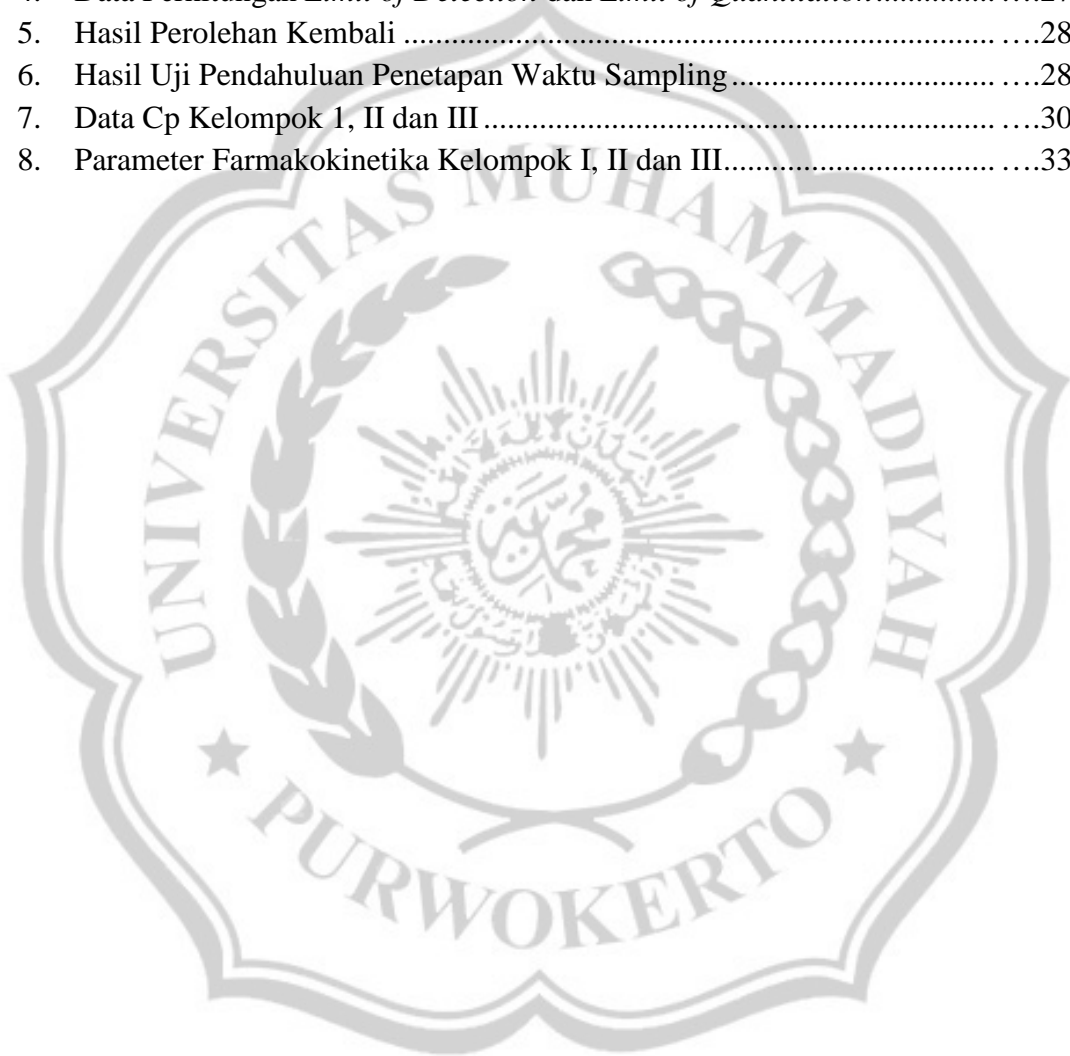 5. Hasil Perolehan Kembali ........................................................................................ ….28
6. Hasil Uji Pendahuluan Penetapan Waktu Sampling ................................... ….28
7. Data Cp Kelompok 1, II dan III .................................................................... ….30
8. Parameter Farmakokinetika Kelompok I, II dan III.................................... ….33
UNIVERSITAS MUHAMMADIYAH
PURWOKERTO